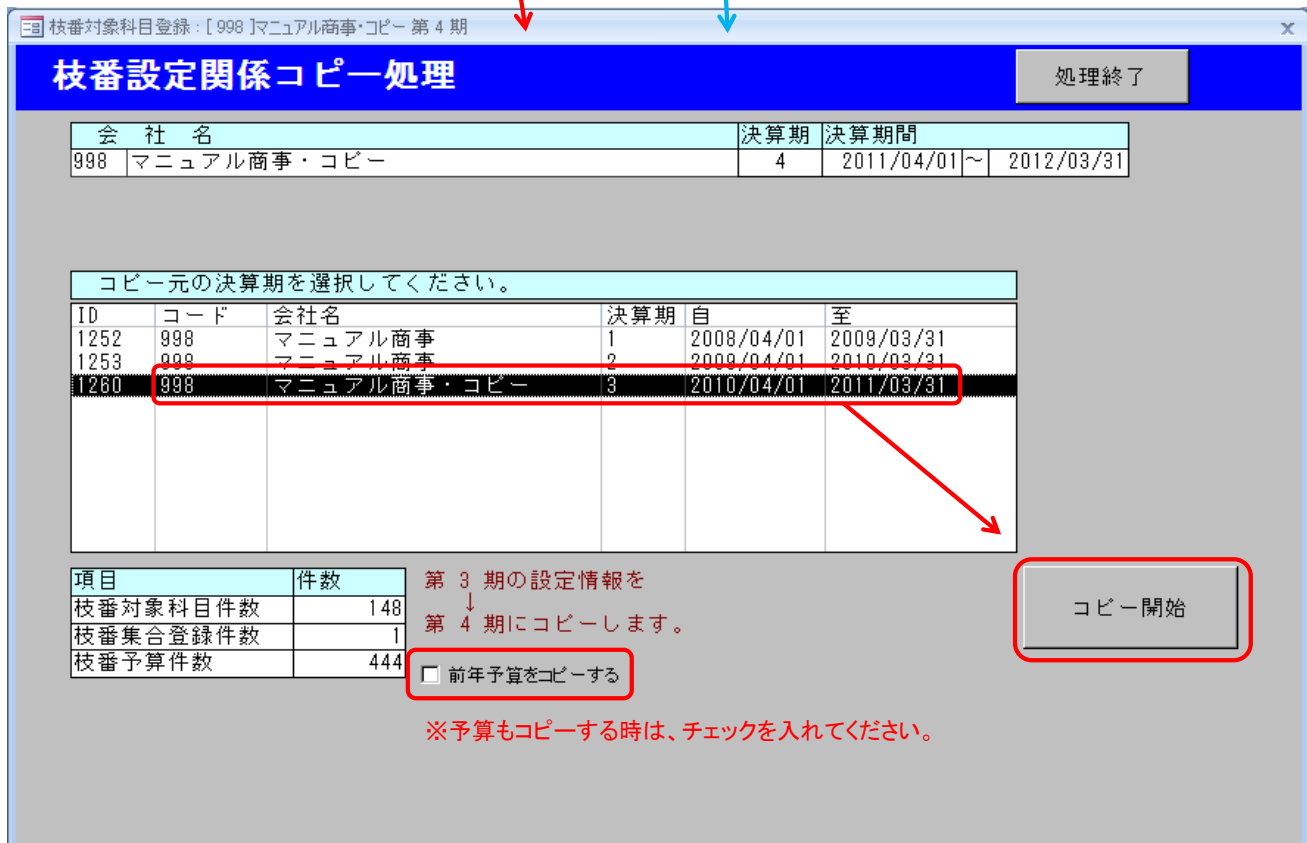 枝番対象科目登録：[ 998 ]マニュアル商事・コピー 第 4 期
x
枝番設定関係コピー処理
処理終了
会 社 名 決算期 決算期間
998 マニュアル商事・コピー 4 2011/04/01 ～ 2012/03/31
コピー元の決算期を選択してください。
ID コード 会社名 決算期 自 至
1252 998 マニュアル商事 1 2008/04/01 2009/03/31
1253 998 マニュアル商事 2 2009/04/01 2010/03/31
1260 998 マニュアル商事・コピー 3 2010/04/01 2011/03/31
項目 件数
枝番対象科目件数 148
枝番集合登録件数 1
枝番予算件数 444
第 3 期の設定情報を
↓
第 4 期にコピーします。
前年予算をコピーする
コピー開始
※予算もコピーする時は、チェックを入れてください。